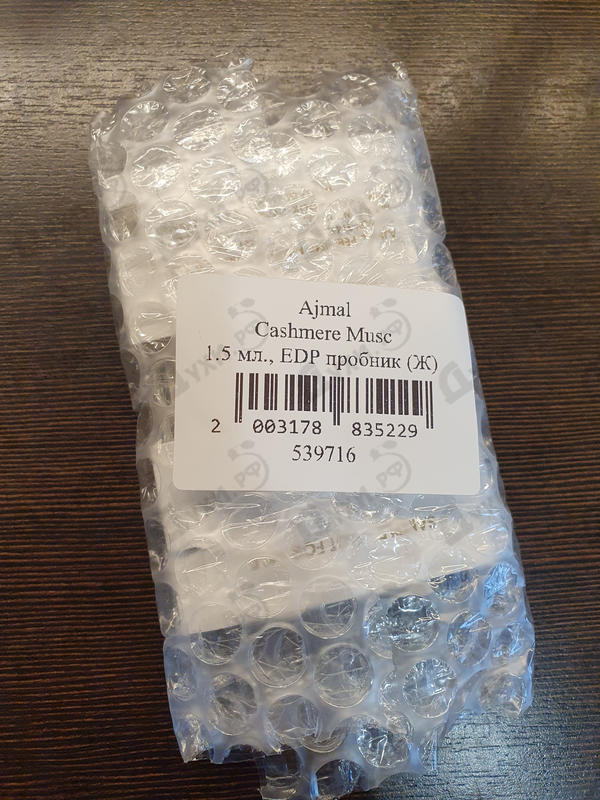 Ajmal
Cashmere Musc
1.5 мл., EDP пробник (Ж)
2 003178 835229
539716